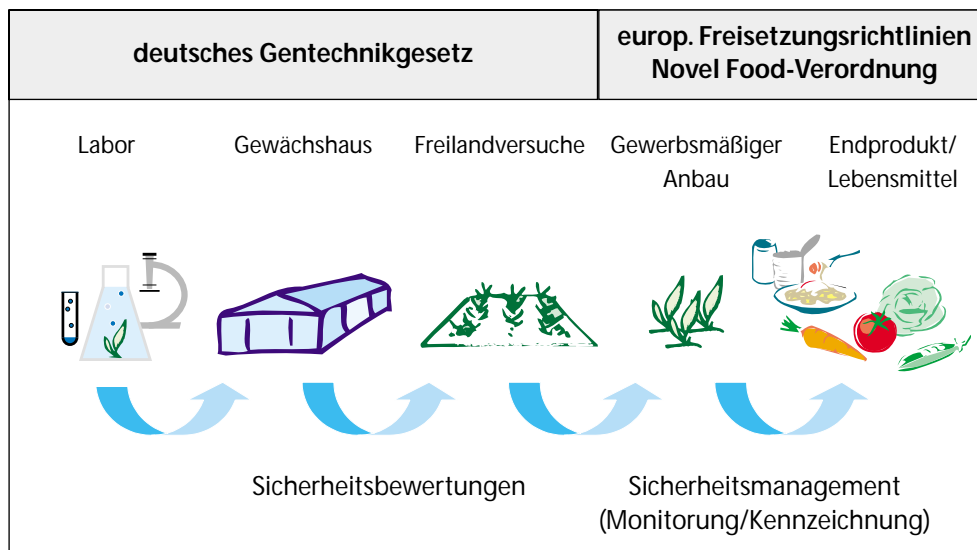 deutsches Gentechnikgesetz
europ. Freisetzungsrichtlinien
Novel Food-Verordnung
Labor
Gewächshaus
Freilandversuche
Gewerbsmäßiger
Anbau
Endprodukt/
Lebensmittel
Sicherheitsbewertungen
Sicherheitsmanagement
(Monitorung/Kennzeichnung)